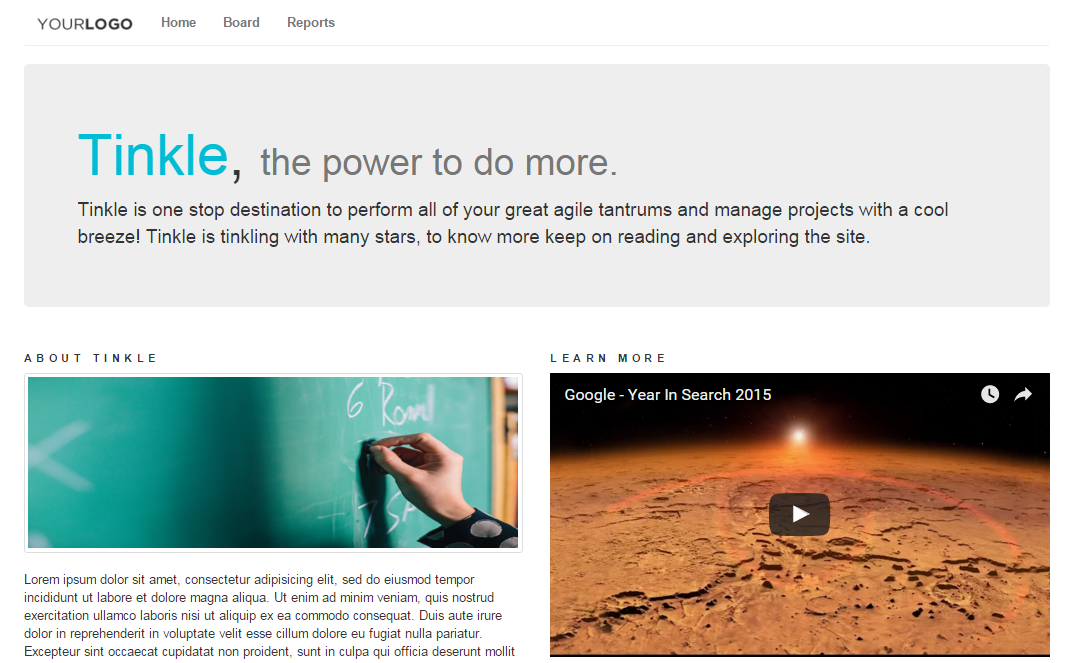 YOURLOGO Home Board Reports
Tinkle, the power to do more.
Tinkle is one stop destination to perform all of your great agile tantrums and manage projects with a cool
breeze! Tinkle is tinkling with many stars, to know more keep on reading and exploring the site.
ABOUT TINKLE
6
Lorem ipsum dolor sit amet, consectetur adipisicing elit, sed do eiusmod tempor
incididunt ut labore et dolore magna aliqua. Ut enim ad minim veniam, quis nostrud
exercitation ullamco laboris nisi ut aliquip ex ea commodo consequat. Duis aute irure
dolor in reprehenderit in voluptate velit esse cillum dolore eu fugiat nulla pariatur.
Excepteur sint occaecat cupidatat non proident, sunt in culpa qui officia deserunt mollit
LEARN MORE
Google - Year In Search 2015